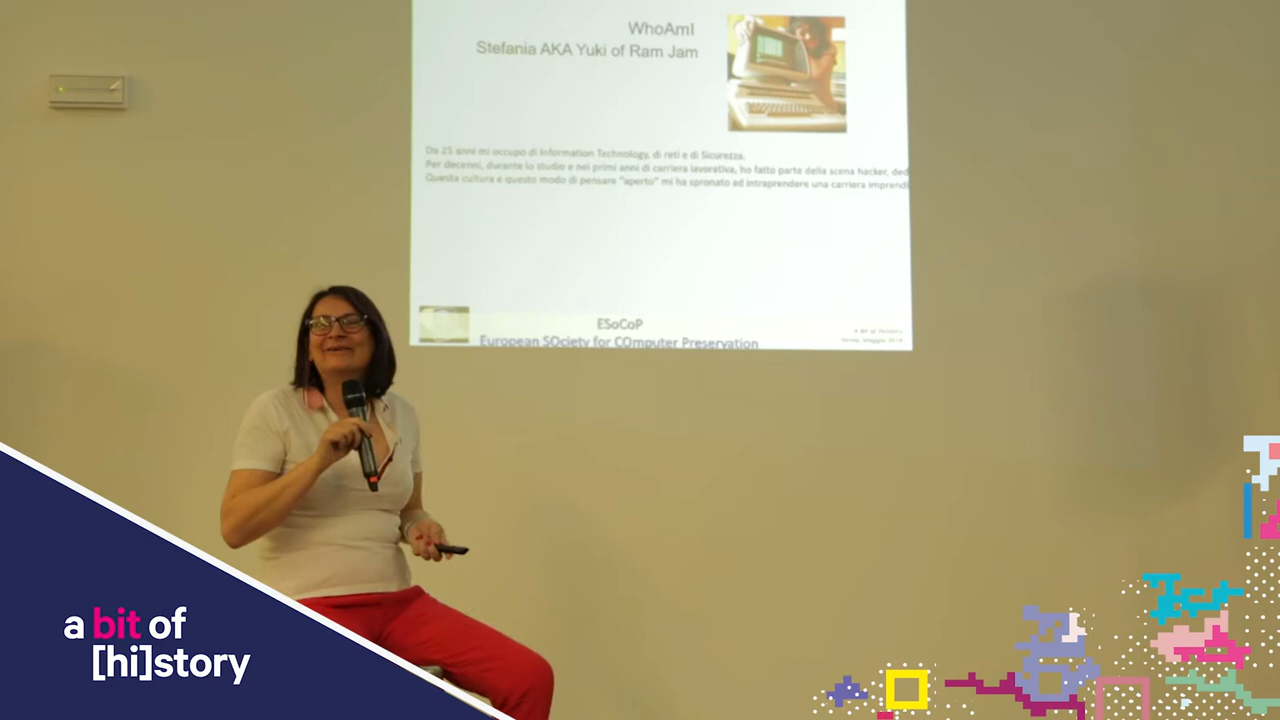 WhoAmI
Stefania AKA Yuki of Ram Jam
Da 25 anni mi occupo di Information Technology, di reti e di Sicurezza.
Per decenni, durante lo studio e nei primi anni di carriera lavorativa, ho fatto parte della scena hacker, ded
Questa cultura e questo modo di pensare "aperto" mi ha spronato ad intraprendere una carriera imprendi
ESoCoP
European SOciety for COmputer Preservation
a bit of
[hi]story